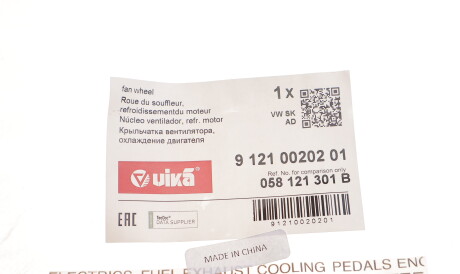 fan wheel
Roue du souffleur,
refroidissementdu moteur
Núcleo ventilador, refr. motor
Крыльчатка вентилятора,
охлаждение двигателя
1 x
VW SK
AD
9 121 00202 01
Ref. No. for comparison only
058 121 301 B
vika
EAC
TecDoc
DATA SUPPLIER
91210020201
MADE IN CHINA
ELECTRICS FUEL EXHAUST COOLING PEDALS ENG